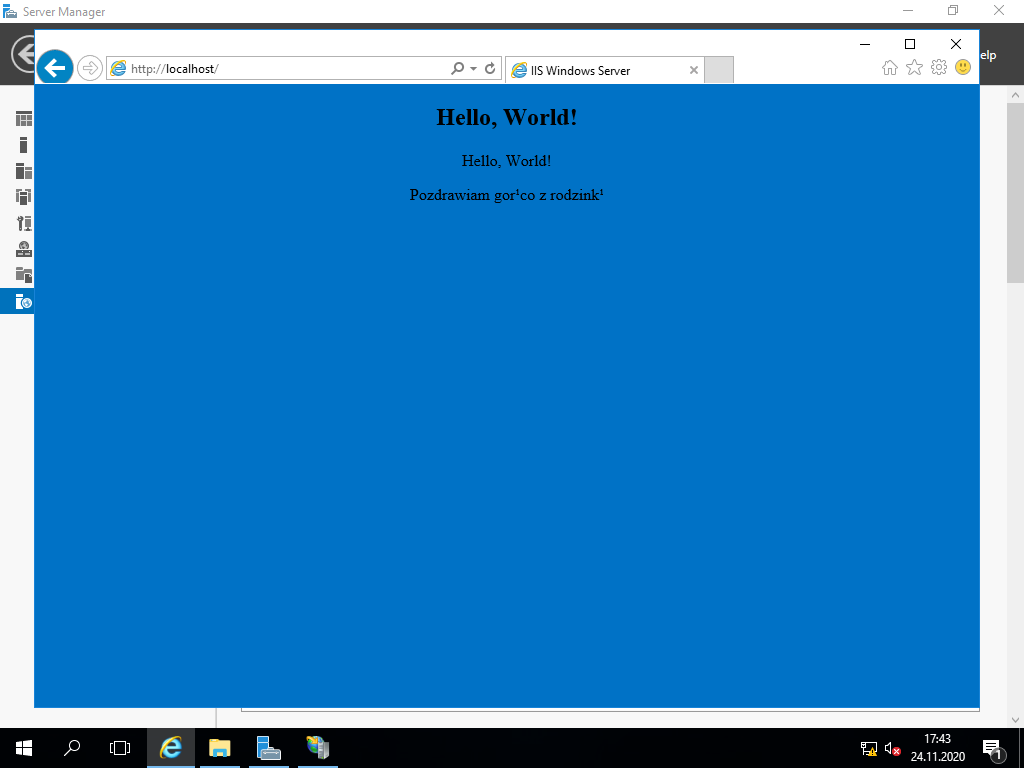 Server Manager
elp
http://localhost/
IIS Windows Server
Hello, World!
Hello, World!
Pozdrawiam gor¹co z rodzink¹
17:43
24.11.2020
1